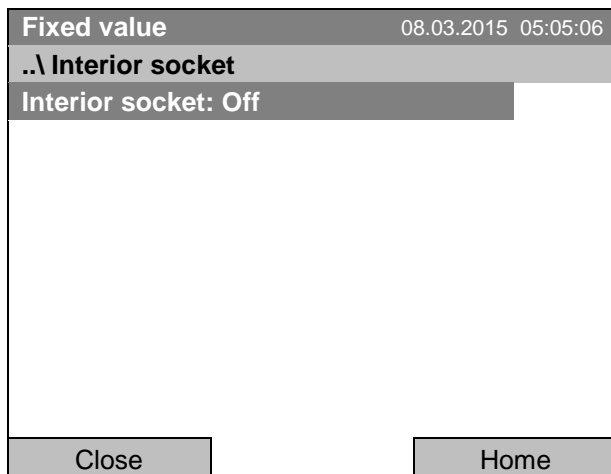 Fixed value 08.03.2015 05:05:06
..\ Interior socket
Interior socket: Off
Close Home